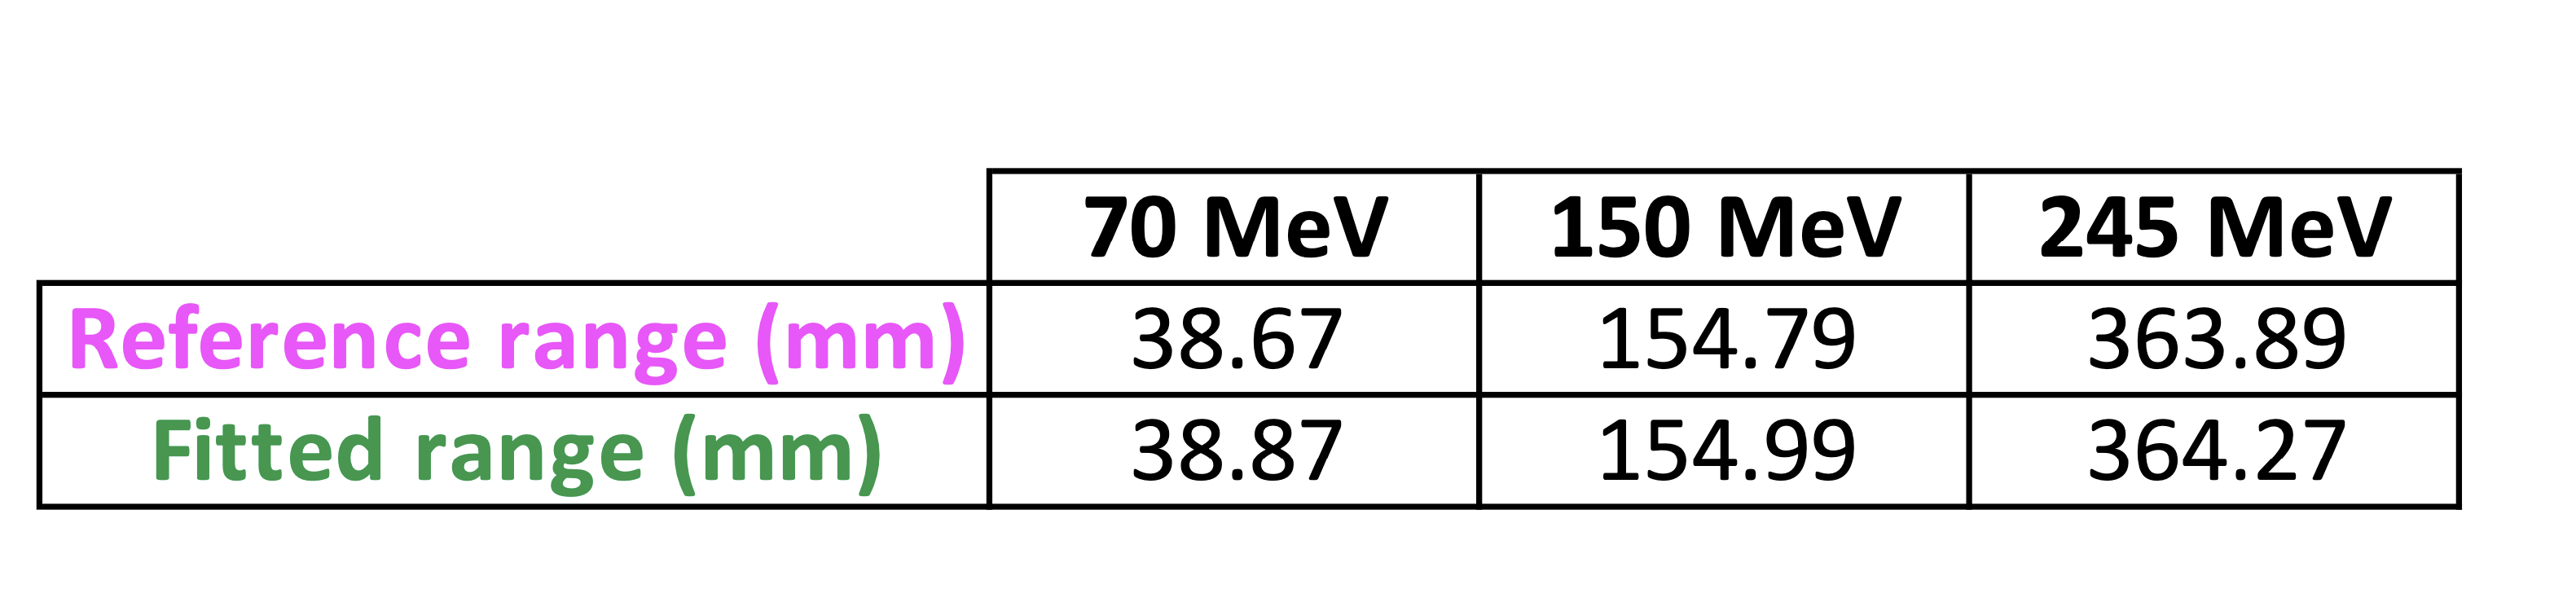 70 MeV 150 MeV 245 MeV
Reference range (mm) 38.67 154.79 363.89
Fitted range (mm) 38.87 154.99 364.27